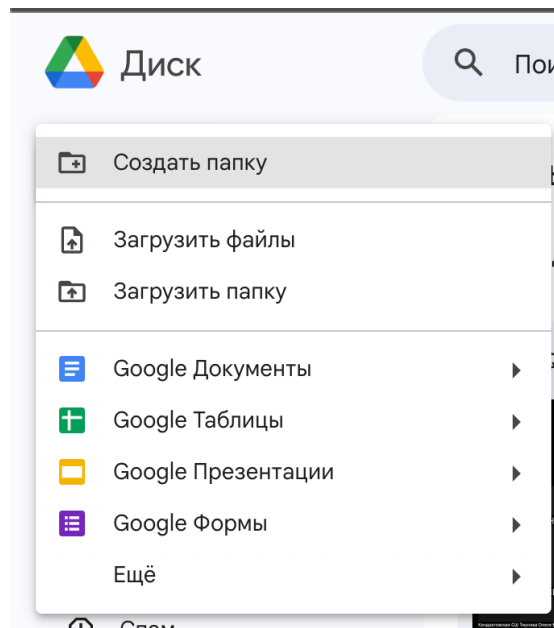 Диск
Создать папку
Загрузить файлы
Загрузить папку
Google Документы
Google Таблицы
Google Презентации
Google Формы
Ещё